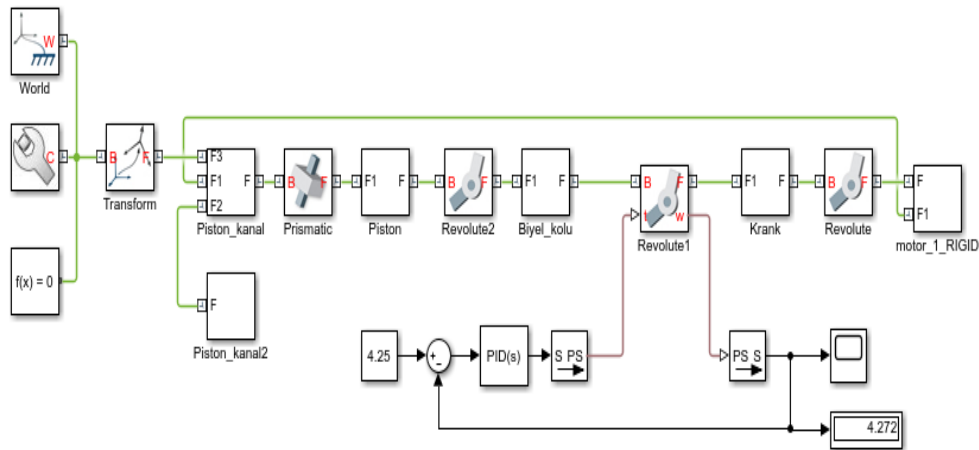 W
World
C
B F
Transform
f(x) = 0
F3
F1 F
F2
Piston_kanal
F
Piston_kanal2
B F
Prismatic
F1 F
Piston
B F
Revolute2
F1 F
Biyel_kolu
B F
t w
Revolute1
F1 F
Krank
B F
Revolute
F
F1
motor_1_RIGID
4.25
+
-
PID(s)
S PS
PS S
4.272